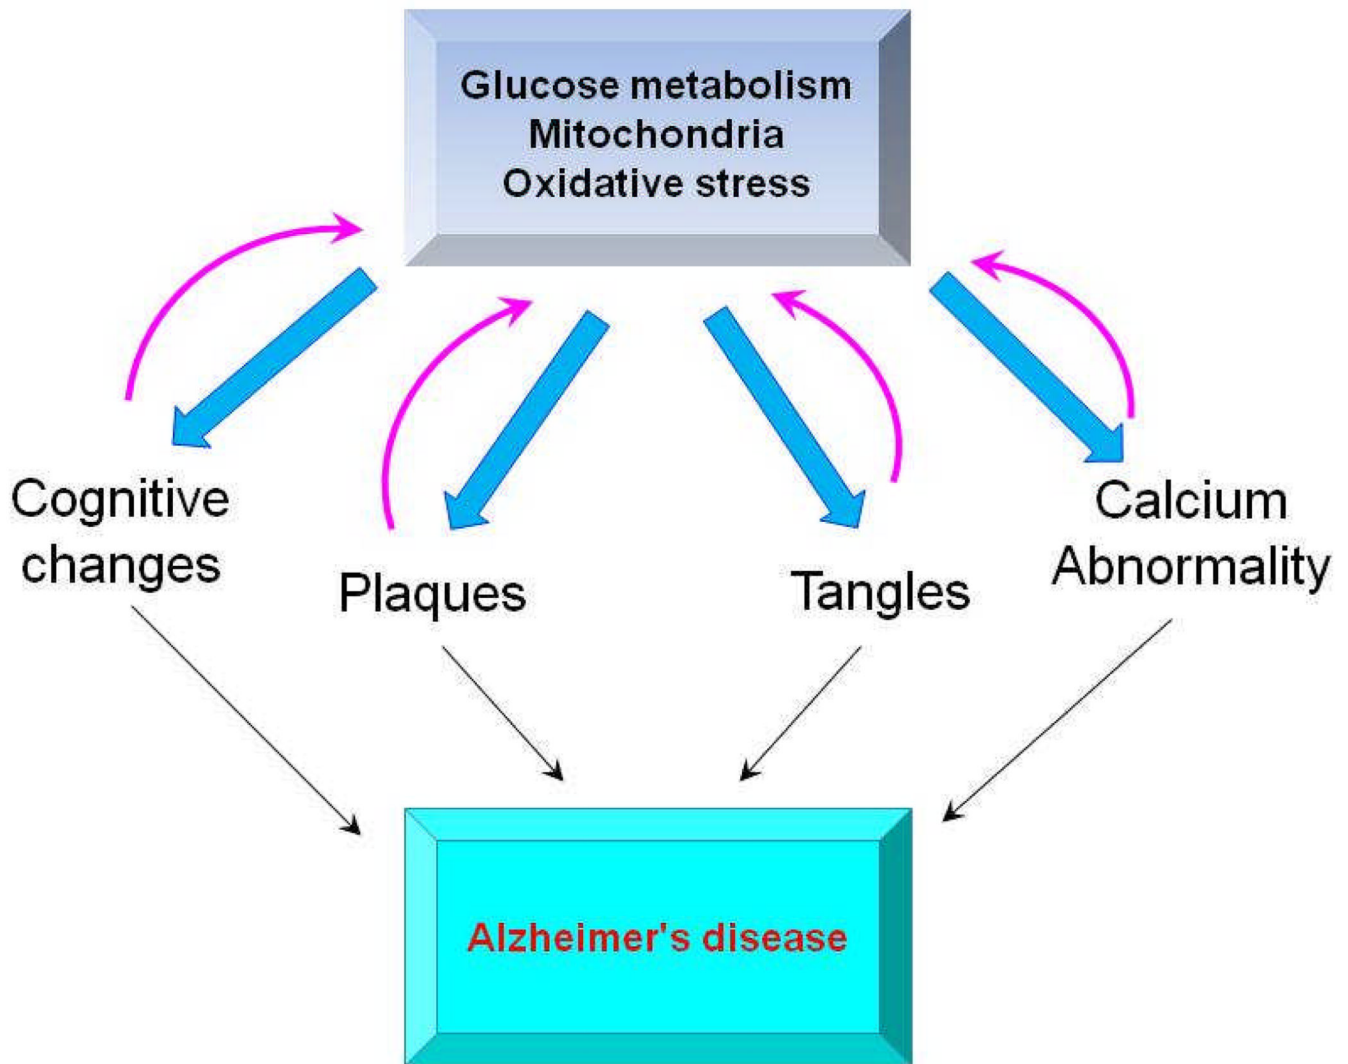 Glucose metabolism
Mitochondria
Oxidative stress
Cognitive
changes
Plaques
Tangles
Calcium
Abnormality
Alzheimer's disease